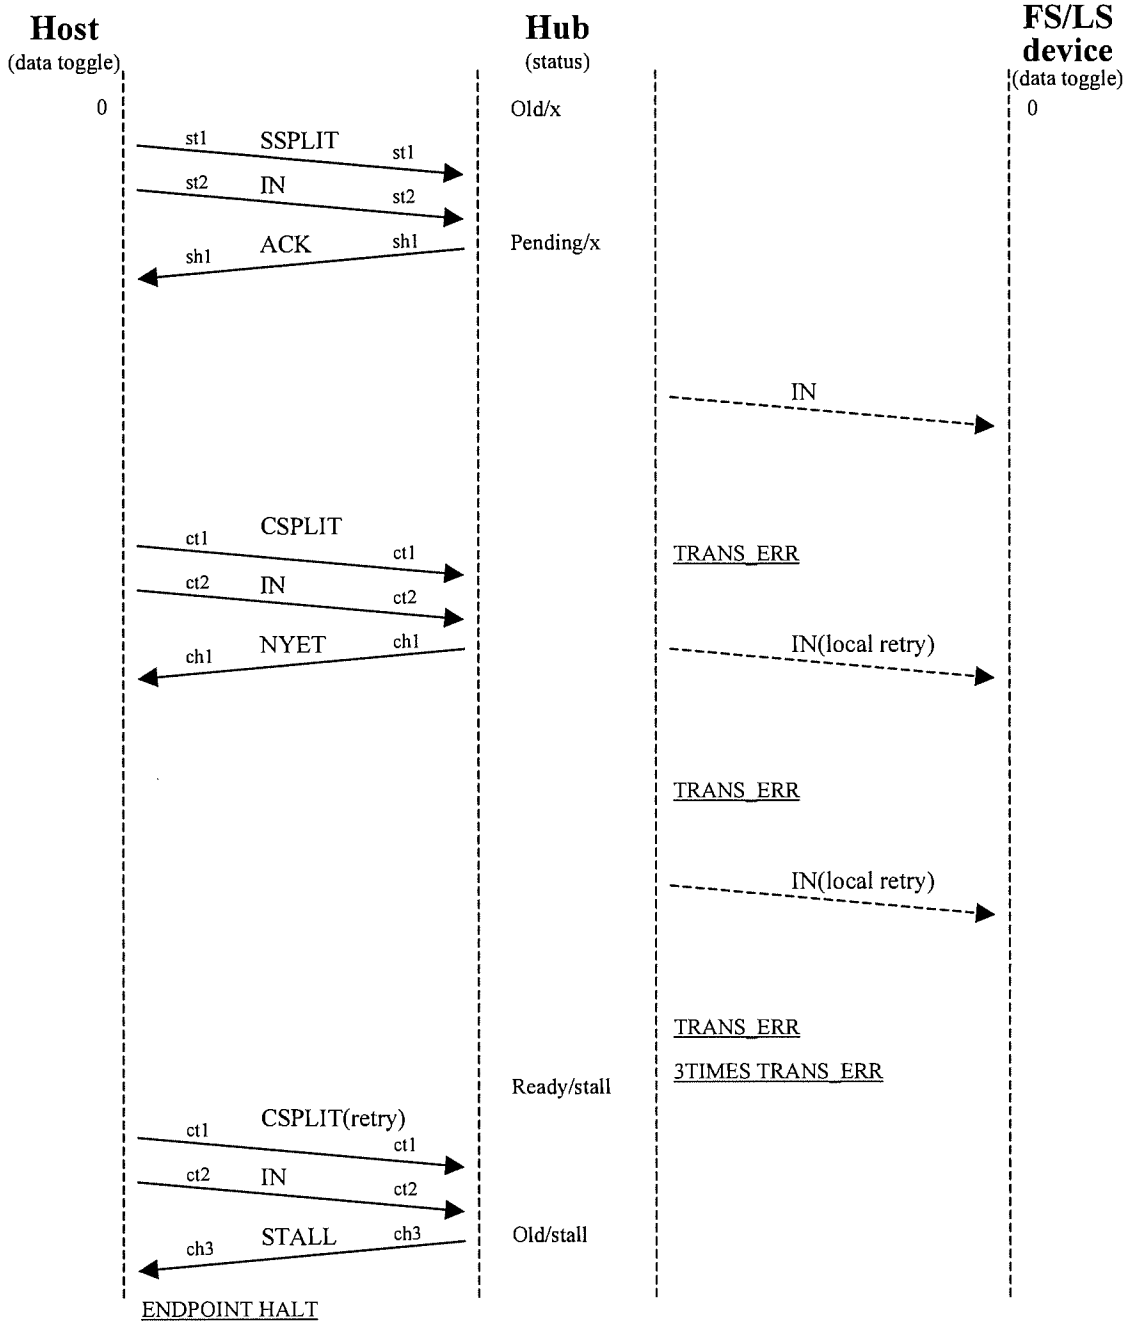 Host
(data toggle)
Hub
(status)
FS/LS
device
(data toggle)
0
Old/x
0
st1 SSPLIT st1
st2 IN st2
sh1 ACK sh1
Pending/x
IN
ct1 CSPLIT ct1
TRANS_ERR
ct2 IN ct2
ch1 NYET ch1
IN(local retry)
TRANS_ERR
IN(local retry)
TRANS_ERR
3TIMES TRANS_ERR
Ready/stall
ct1 CSPLIT(retry) ct1
ct2 IN ct2
ch3 STALL ch3
Old/stall
ENDPOINT HALT